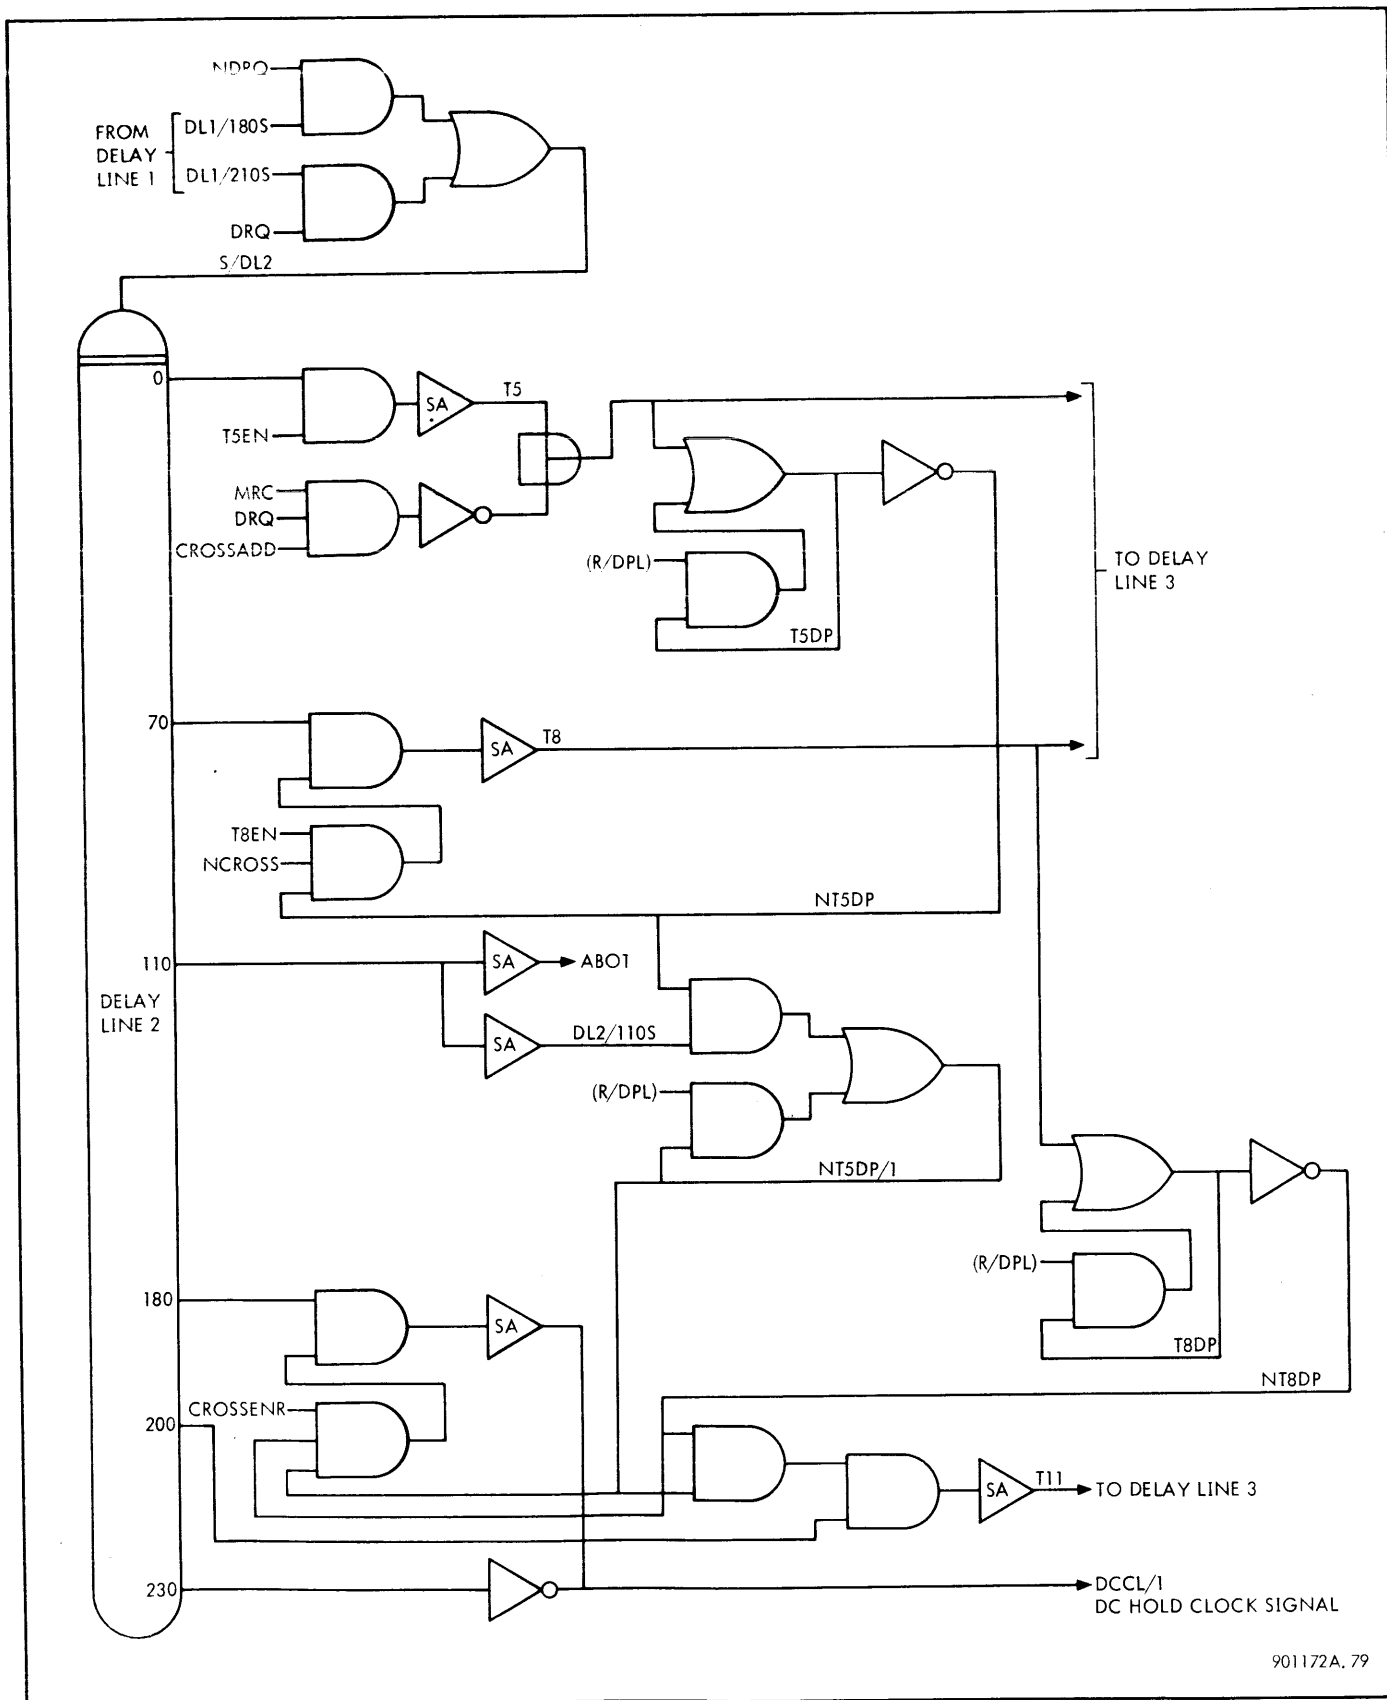 NDRQ
FROM
DELAY
LINE 1
DL1/180S
DL1/210S
DRQ
S/DL2
0
SA
T5
T5EN
MRC
DRQ
CROSSADD
(R/DPL)
T5DP
TO DELAY
LINE 3
70
SA
T8
T8EN
NCROSS
NT5DP
110
SA
ABO1
DELAY
LINE 2
SA
DL2/110S
(R/DPL)
NT5DP/1
(R/DPL)
T8DP
NT8DP
180
SA
CROSSENR
200
SA
T11
TO DELAY LINE 3
230
DCCL/1
DC HOLD CLOCK SIGNAL
901172A.79